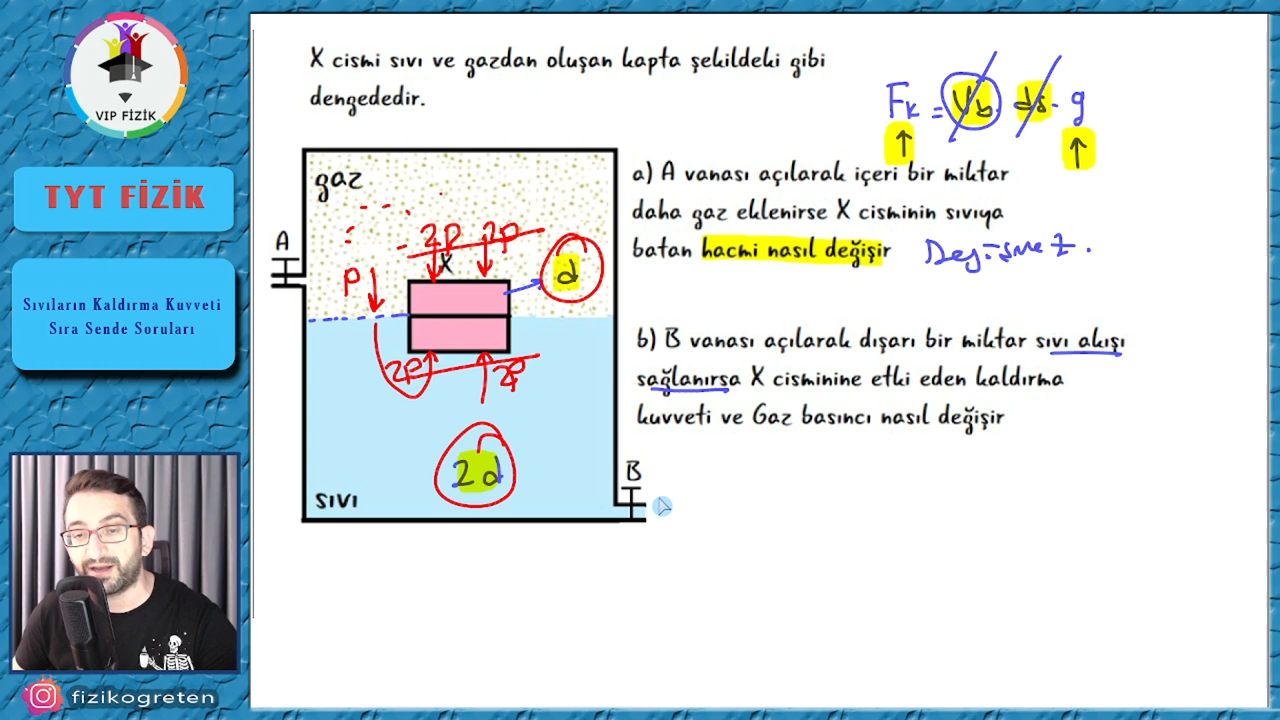 VIP FİZİK
TYT FİZİK
Sıvıların Kaldırma Kuvveti
Sıra Sende Soruları
X cismi sıvı ve gazdan oluşan kapta şekildeki gibi
dengededir.
Fk = Vb . ds . g
gaz
A
X
2P 2P
P
d
2P 2P
2d
sıvı
B
a) A vanası açılarak içeri bir miktar
daha gaz eklenirse X cisminin sıvıya
batan hacmi nasıl değişir Değişmez.
b) B vanası açılarak dışarı bir miktar sıvı akışı
sağlanırsa X cisminine etki eden kaldırma
kuvveti ve Gaz basıncı nasıl değişir
fizikogreten